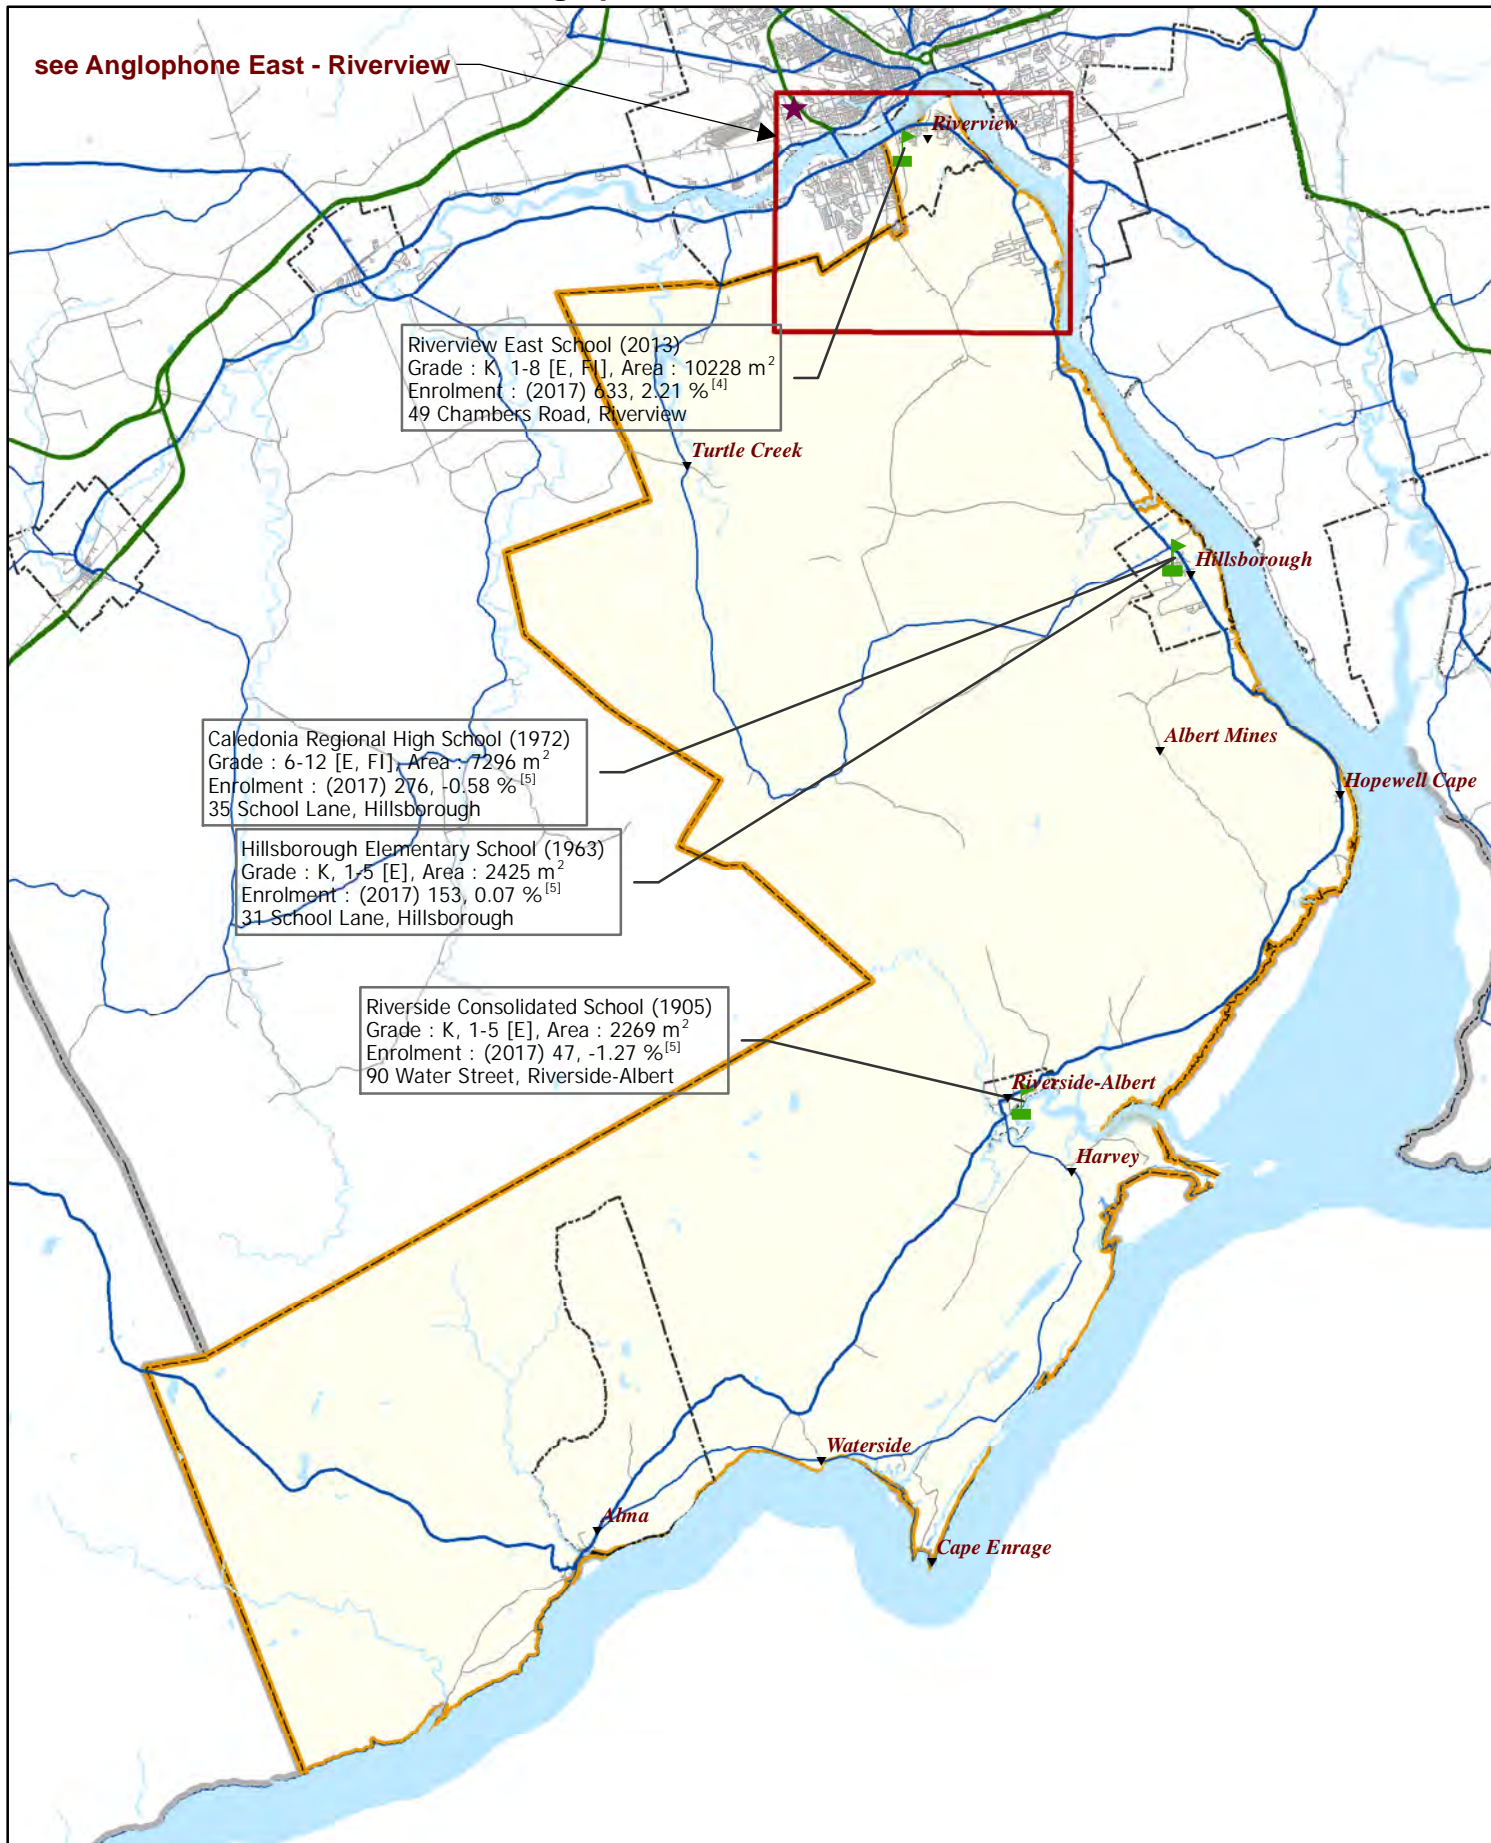 see Anglophone East - Riverview
Riverview
Riverview East School (2013)
Grade : K, 1-8 [E, FI], Area : 10228 m²
Enrolment : (2017) 633, 2.21 % [4]
49 Chambers Road, Riverview
Turtle Creek
Hillsborough
Caledonia Regional High School (1972)
Grade : 6-12 [E, FI], Area : 7296 m²
Enrolment : (2017) 276, -0.58 % [5]
35 School Lane, Hillsborough
Albert Mines
Hopewell Cape
Hillsborough Elementary School (1963)
Grade : K, 1-5 [E], Area : 2425 m²
Enrolment : (2017) 153, 0.07 % [5]
31 School Lane, Hillsborough
Riverside Consolidated School (1905)
Grade : K, 1-5 [E], Area : 2269 m²
Enrolment : (2017) 47, -1.27 % [5]
90 Water Street, Riverside-Albert
Riverside-Albert
Harvey
Waterside
Alma
Cape Enrage